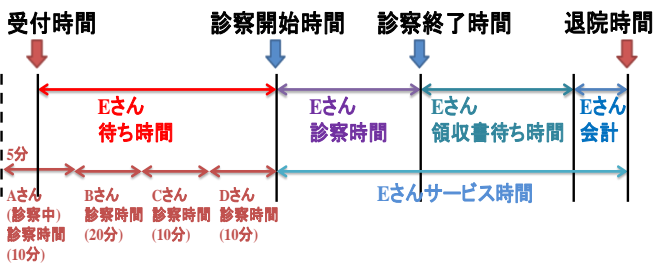 受付時間
診察開始時間
診察終了時間
退院時間
Eさん
待ち時間
Eさん
診察時間
Eさん
領収書待ち時間
Eさん
会計
5分
Aさん
(診察中)
診察時間
(10分)
Bさん
診察時間
(20分)
Cさん
診察時間
(10分)
Dさん
診察時間
(10分)
Eさんサービス時間